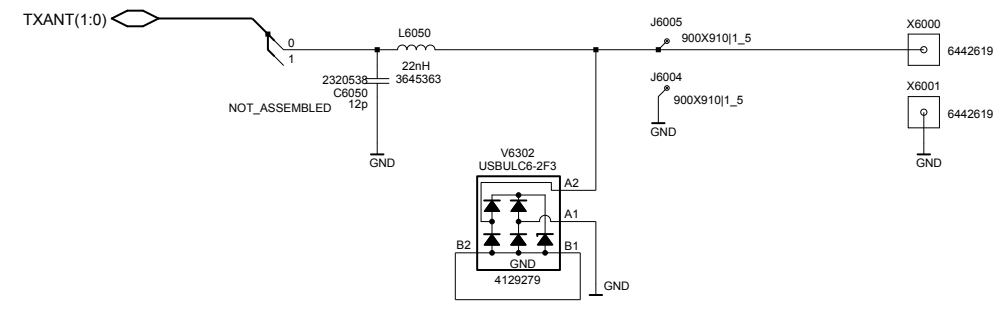 TXANT(1:0)
0
1
NOT_ASSEMBLED
2320538
C6050
12p
GND
L6050
22nH
3645363
J6005
900X910|1_5
J6004
900X910|1_5
GND
X6000
6442619
X6001
6442619
GND
V6302
USBULC6-2F3
A2
A1
B2
B1
GND
4129279
GND